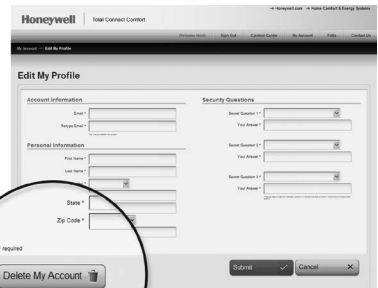 Honeywell
Total Connect Comfort
→ Honeywell.com → Home Comfort & Energy Systems
Sign Out
Control Center
My Account
FAQs
Contact Us
My Account → Edit My Profile
Edit My Profile
Account Information
Email *
Retype Email *
Personal Information
First Name *
Last Name *
State *
Zip Code *
required
Delete My Account
Security Questions
Secret Question 1 *
Your Answer *
Secret Question 2 *
Your Answer *
Secret Question 3 *
Your Answer *
Submit
Cancel